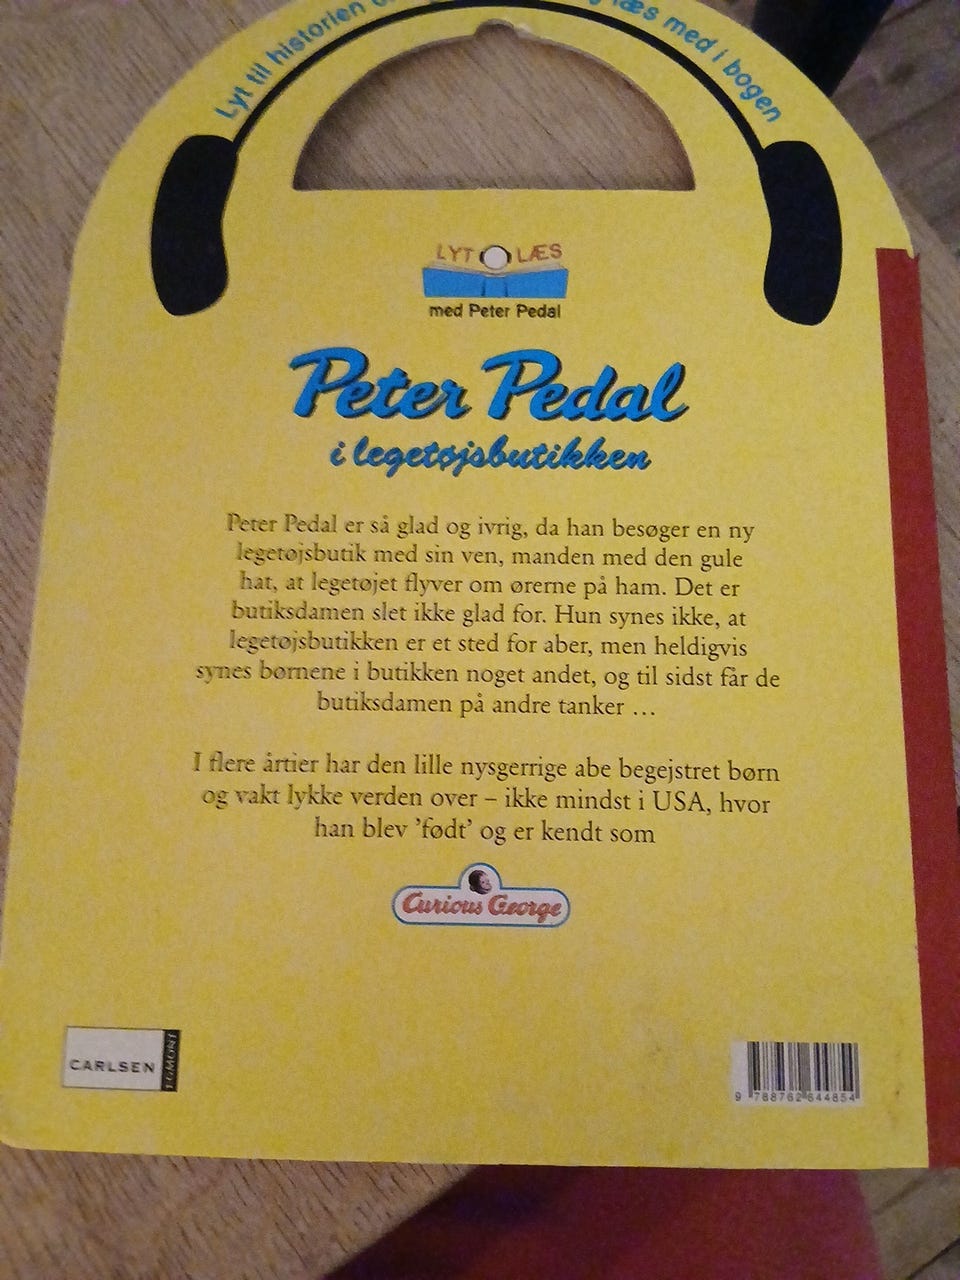 Lyt til historien
læs med i bogen
LYT LÆS
med Peter Pedal
Peter Pedal
i legetøjsbutikken
Peter Pedal er så glad og ivrig, da han besøger en ny
legetøjsbutik med sin ven, manden med den gule
hat, at legetøjet flyver om ørerne på ham. Det er
butiksdamen slet ikke glad for. Hun synes ikke, at
legetøjsbutikken er et sted for aber, men heldigvis
synes børnene i butikken noget andet, og til sidst får de
butiksdamen på andre tanker …
I flere årtier har den lille nysgerrige abe begejstret børn
og vakt lykke verden over – ikke mindst i USA, hvor
han blev ’født’ og er kendt som
Curious George
CARLSEN
EGMONT
9 788762 644854